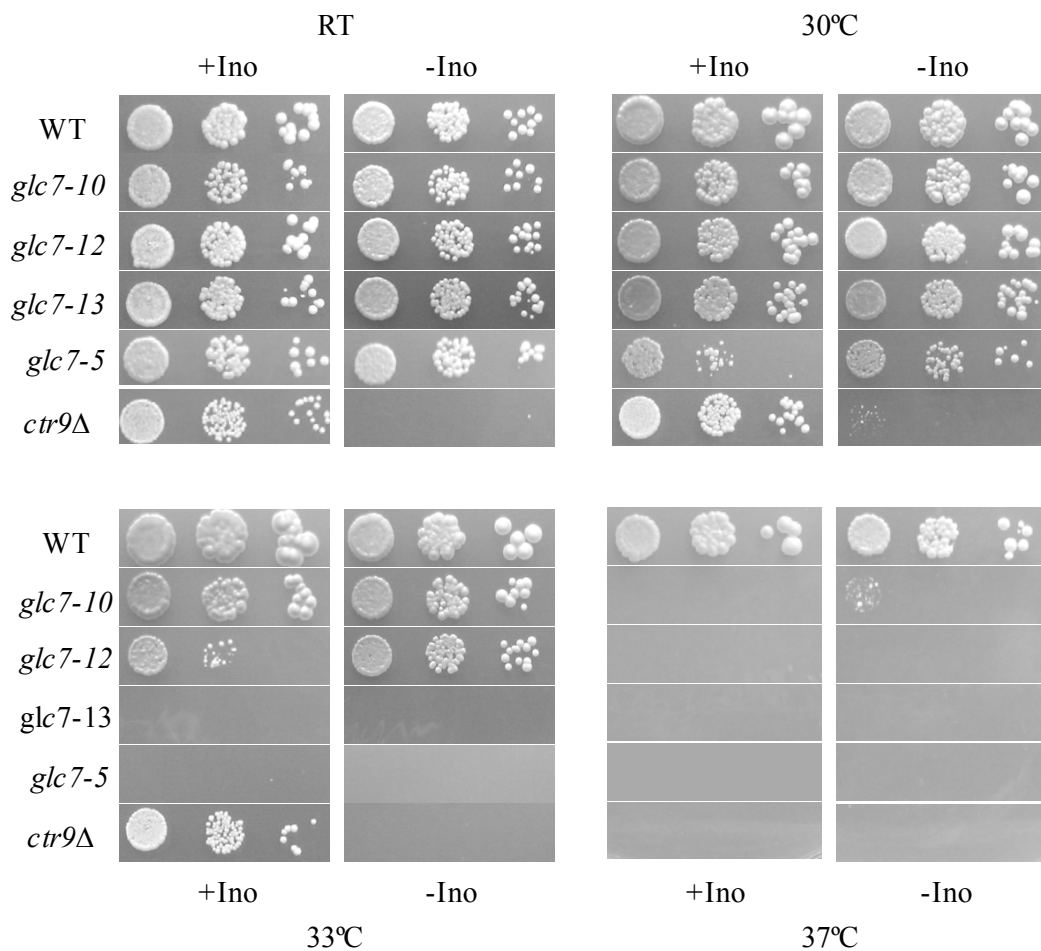 RT 30ºC
+Ino -Ino +Ino -Ino
WT
glc7-10
glc7-12
glc7-13
glc7-5
ctr9Δ
WT
glc7-10
glc7-12
glc7-13
glc7-5
ctr9Δ
+Ino -Ino +Ino -Ino
33ºC 37ºC